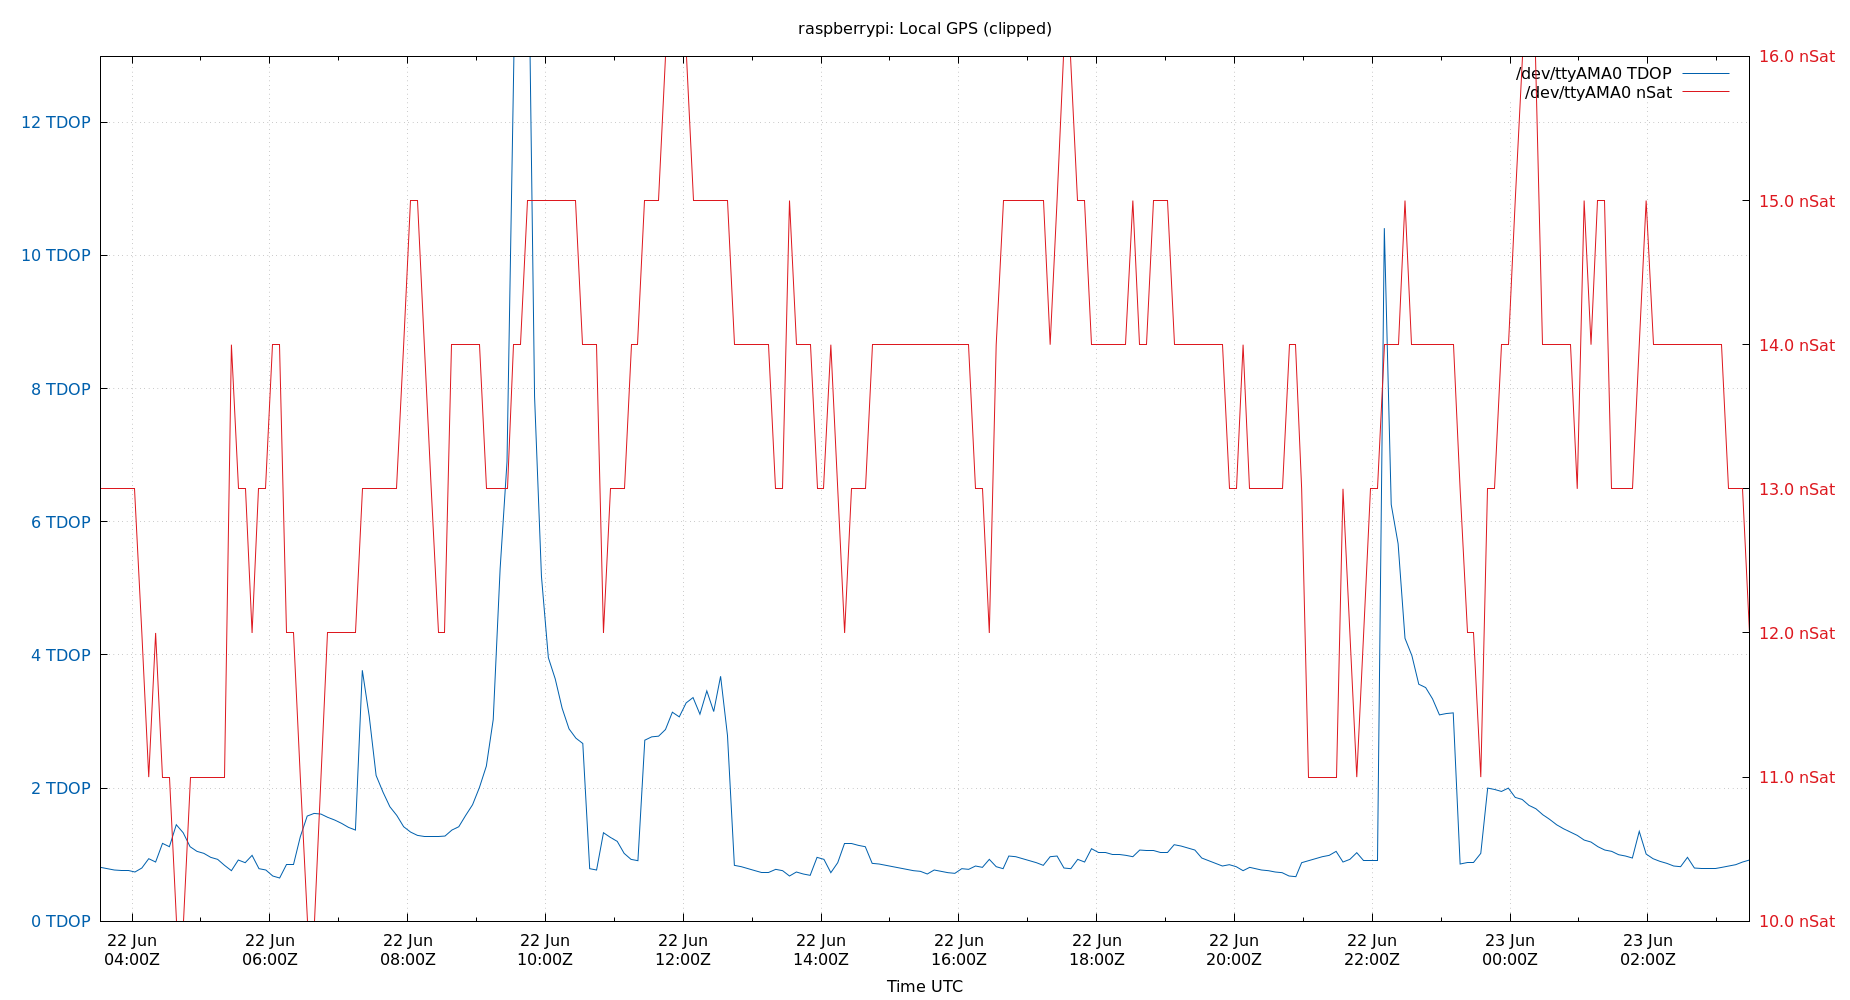 raspberrypi: Local GPS (clipped)
16.0 nSat
/dev/ttyAMA0 TDOP
/dev/ttyAMA0 nSat
12 TDOP
15.0 nSat
10 TDOP
14.0 nSat
8 TDOP
13.0 nSat
6 TDOP
12.0 nSat
4 TDOP
11.0 nSat
2 TDOP
10.0 nSat
0 TDOP
22 Jun 22 Jun 22 Jun 22 Jun 22 Jun 22 Jun 22 Jun 22 Jun 22 Jun 22 Jun 23 Jun 23 Jun
04:00Z 06:00Z 08:00Z 10:00Z 12:00Z 14:00Z 16:00Z 18:00Z 20:00Z 22:00Z 00:00Z 02:00Z
Time UTC